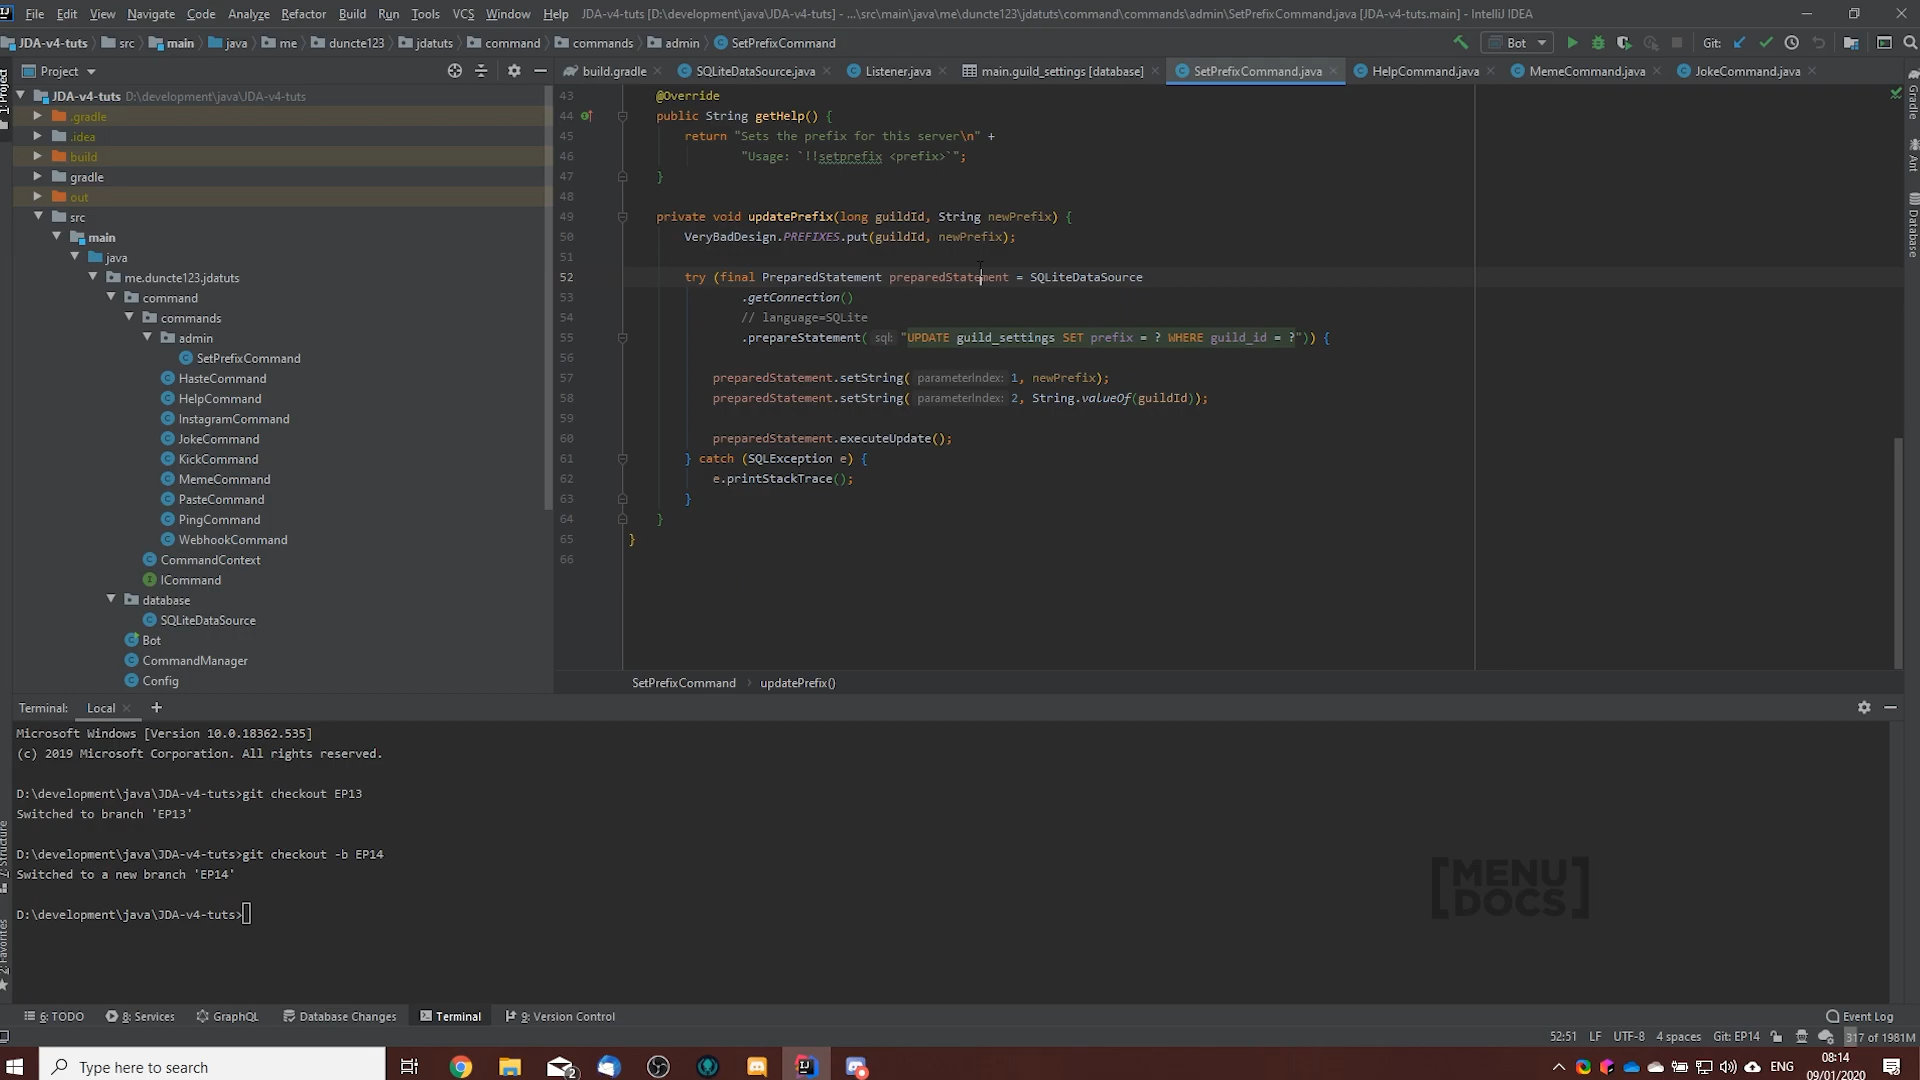 File Edit View Navigate Code Analyze Refactor Build Run Tools VCS Window Help JDA-v4-tuts [D:\development\java\JDA-v4-tuts] - ...\src\main\java\me\duncte123\jdatuts\command\commands\admin\SetPrefixCommand.java [JDA-v4-tuts.main] - IntelliJ IDEA
JDA-v4-tuts src main java me duncte123 jdatuts command commands admin SetPrefixCommand Bot Git:
Project build.gradle SQLiteDataSource.java Listener.java main.guild_settings [database] SetPrefixCommand.java HelpCommand.java MemeCommand.java JokeCommand.java
1: Project
Gradle
Ant
Database
7: Structure
2: Favorites
JDA-v4-tuts D:\development\java\JDA-v4-tuts
.gradle
.idea
build
gradle
out
src
main
java
me.duncte123.jdatuts
command
commands
admin
SetPrefixCommand
HasteCommand
HelpCommand
InstagramCommand
JokeCommand
KickCommand
MemeCommand
PasteCommand
PingCommand
WebhookCommand
CommandContext
ICommand
database
SQLiteDataSource
Bot
CommandManager
Config
43 @Override
44 public String getHelp() {
45 return "Sets the prefix for this server\n" +
46 "Usage: `!!setprefix <prefix>`";
47 }
48
49 private void updatePrefix(long guildId, String newPrefix) {
50 VeryBadDesign.PREFIXES.put(guildId, newPrefix);
51
52 try (final PreparedStatement preparedStatement = SQLiteDataSource
53 .getConnection()
54 // language=SQLite
55 .prepareStatement( sql: "UPDATE guild_settings SET prefix = ? WHERE guild_id = ?")) {
56
57 preparedStatement.setString( parameterIndex: 1, newPrefix);
58 preparedStatement.setString( parameterIndex: 2, String.valueOf(guildId));
59
60 preparedStatement.executeUpdate();
61 } catch (SQLException e) {
62 e.printStackTrace();
63 }
64 }
65 }
66
SetPrefixCommand › updatePrefix()
Terminal: Local +
Microsoft Windows [Version 10.0.18362.535]
(c) 2019 Microsoft Corporation. All rights reserved.
D:\development\java\JDA-v4-tuts>git checkout EP13
Switched to branch 'EP13'
D:\development\java\JDA-v4-tuts>git checkout -b EP14
Switched to a new branch 'EP14'
D:\development\java\JDA-v4-tuts>
[MENU
DOCS]
6: TODO 8: Services GraphQL Database Changes Terminal 9: Version Control Event Log
52:51 LF UTF-8 4 spaces Git: EP14 317 of 1981M
Type here to search 2 ENG 08:14
09/01/2020